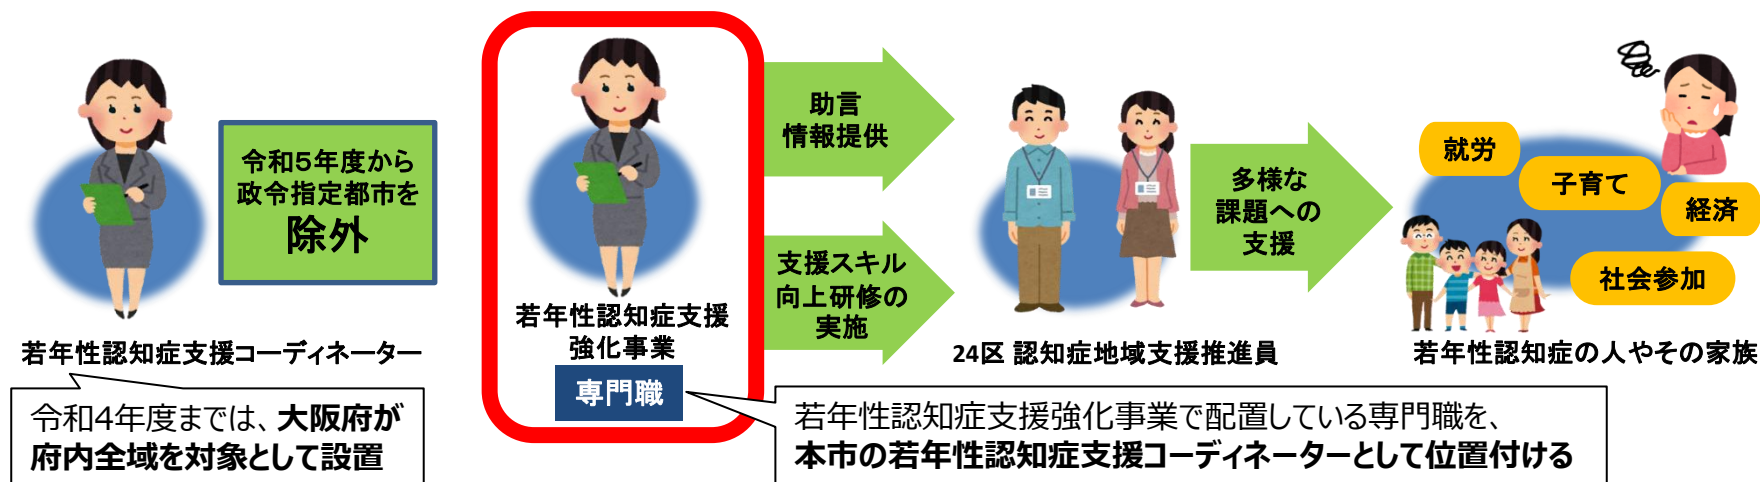 令和5年度から
政令指定都市を
除外
若年性認知症支援コーディネーター
令和4年度までは、大阪府が
府内全域を対象として設置
若年性認知症支援
強化事業
専門職
助言
情報提供
支援スキル
向上研修の
実施
若年性認知症支援強化事業で配置している専門職を、
本市の若年性認知症支援コーディネーターとして位置付ける
24区 認知症地域支援推進員
多様な
課題への
支援
就労
子育て
経済
社会参加
若年性認知症の人やその家族